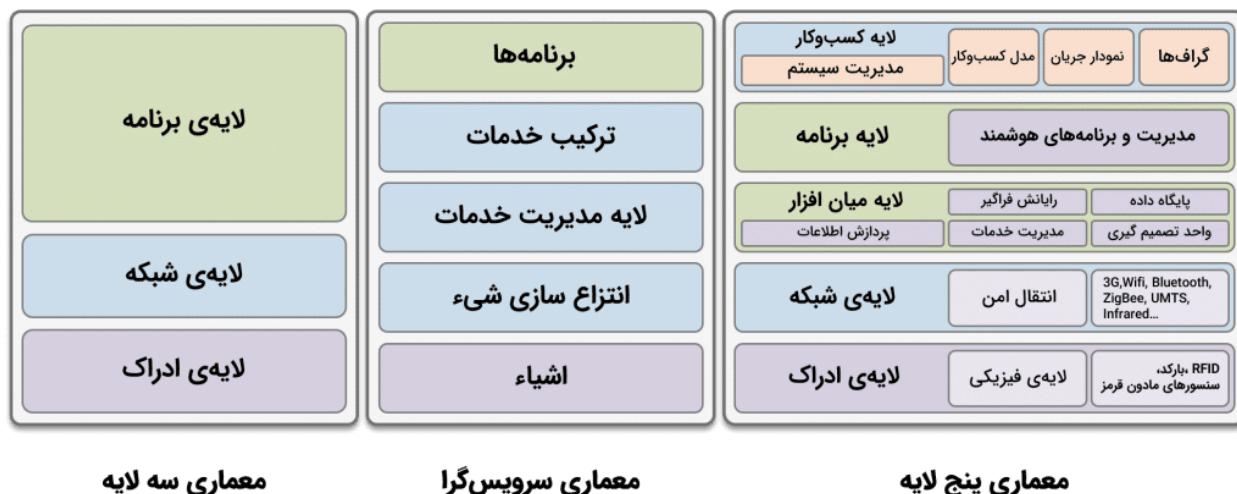 گراف‌ها
نمودار جریان
مدل کسب‌وکار
لایه کسب‌وکار
مدیریت سیستم
مدیریت و برنامه‌های هوشمند
لایه برنامه
پایگاه داده
رایانش فراگیر
لایه میان افزار
واحد تصمیم گیری
مدیریت خدمات
پردازش اطلاعات
3G,Wifi, Bluetooth,
ZigBee, UMTS,
Infrared...
انتقال امن
لایه‌ی شبکه
RFID ،بارکد،
سنسورهای مادون قرمز
لایه‌ی فیزیکی
لایه‌ی ادراک
معماری پنج لایه
برنامه‌ها
ترکیب خدمات
لایه مدیریت خدمات
انتزاع سازی شیء
اشیاء
معماری سرویس‌گرا
لایه‌ی برنامه
لایه‌ی شبکه
لایه‌ی ادراک
معماری سه لایه